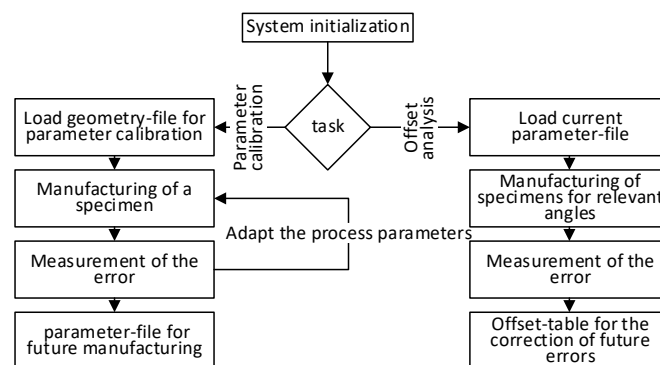 System initialization
task
Parameter
calibration
Offset
analysis
Load geometry-file for
parameter calibration
Manufacturing of a
specimen
Adapt the process parameters
Measurement of the
error
parameter-file for
future manufacturing
Load current
parameter-file
Manufacturing of
specimens for relevant
angles
Measurement of the
error
Offset-table for the
correction of future
errors